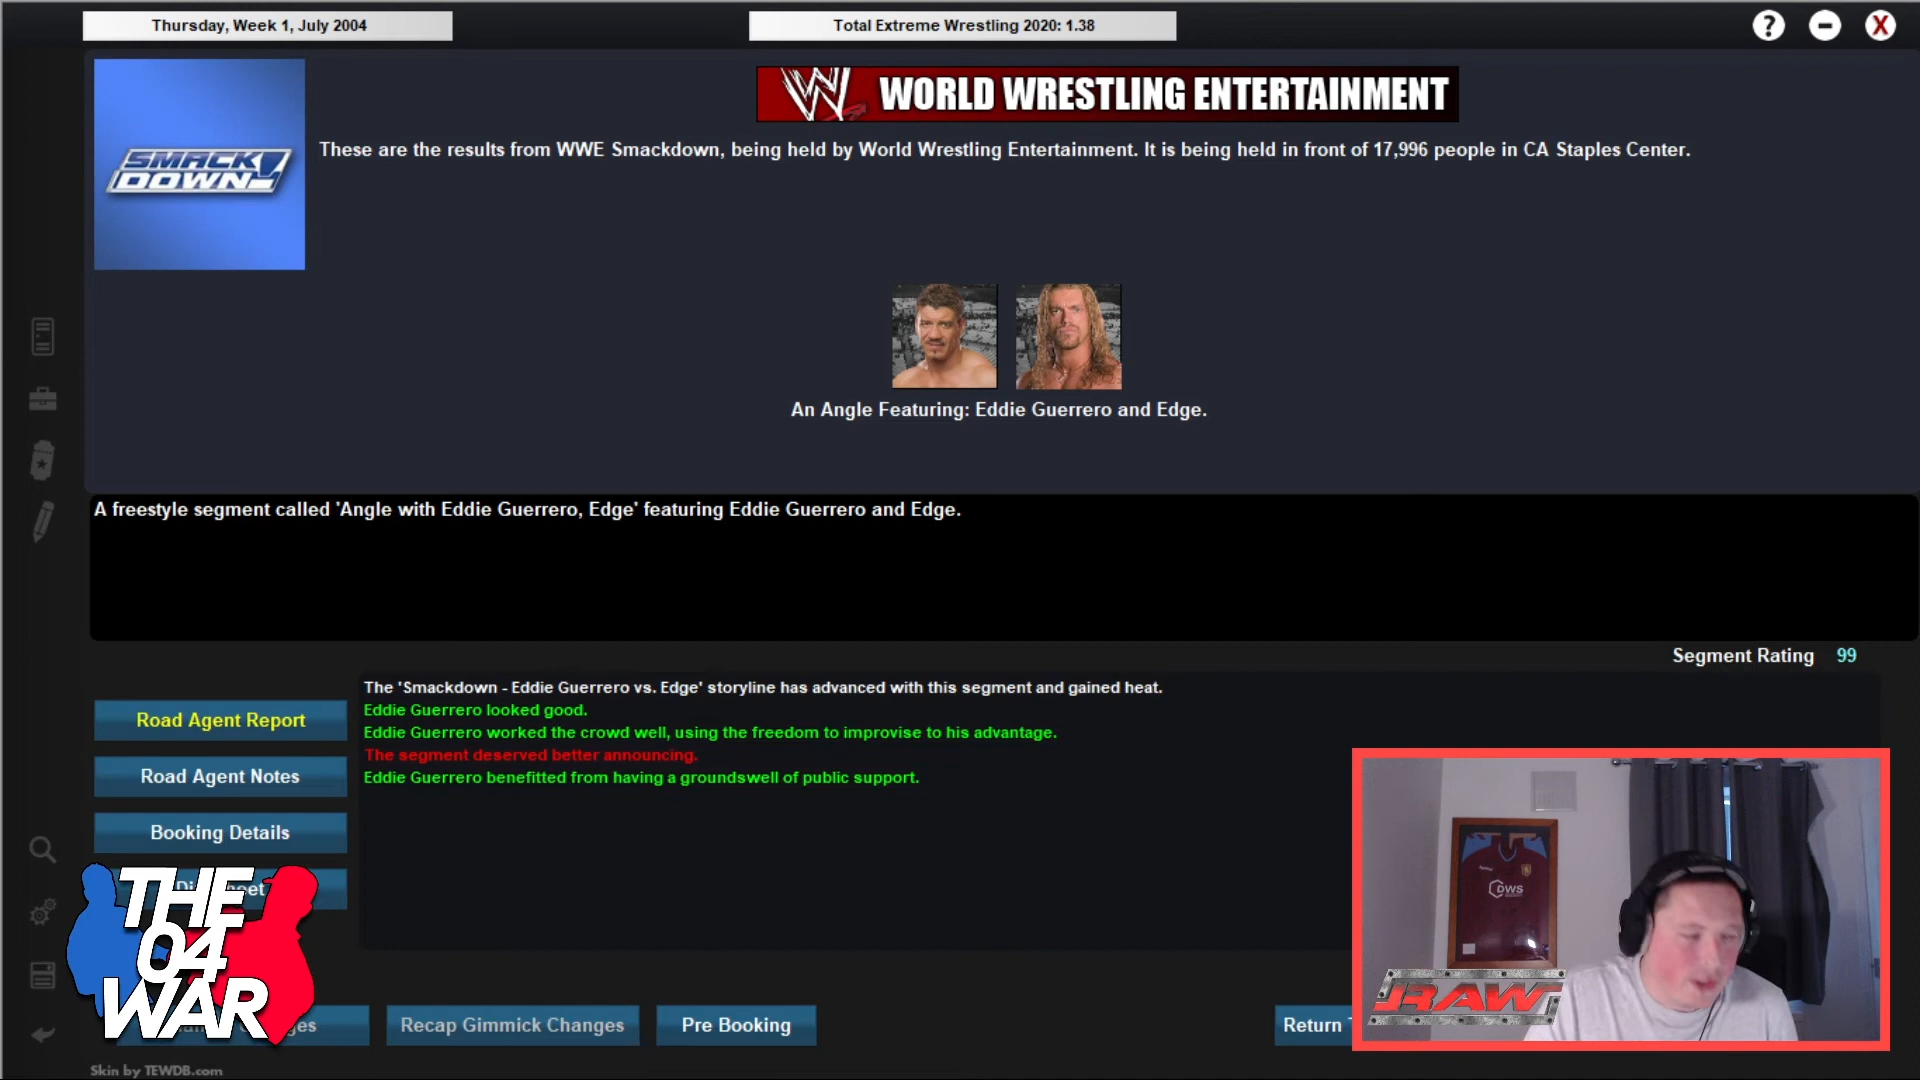 Thursday, Week 1, July 2004
Total Extreme Wrestling 2020: 1.38
?
X
SMACK DOWN!
W WORLD WRESTLING ENTERTAINMENT
These are the results from WWE Smackdown, being held by World Wrestling Entertainment. It is being held in front of 17,996 people in CA Staples Center.
An Angle Featuring: Eddie Guerrero and Edge.
A freestyle segment called 'Angle with Eddie Guerrero, Edge' featuring Eddie Guerrero and Edge.
Segment Rating 99
The 'Smackdown - Eddie Guerrero vs. Edge' storyline has advanced with this segment and gained heat.
Eddie Guerrero looked good.
Eddie Guerrero worked the crowd well, using the freedom to improvise to his advantage.
The segment deserved better announcing.
Eddie Guerrero benefitted from having a groundswell of public support.
Road Agent Report
Road Agent Notes
Booking Details
THE
04
WAR
Recap Gimmick Changes
Pre Booking
Return
DWS
RAW
Skin by TEWDB.com